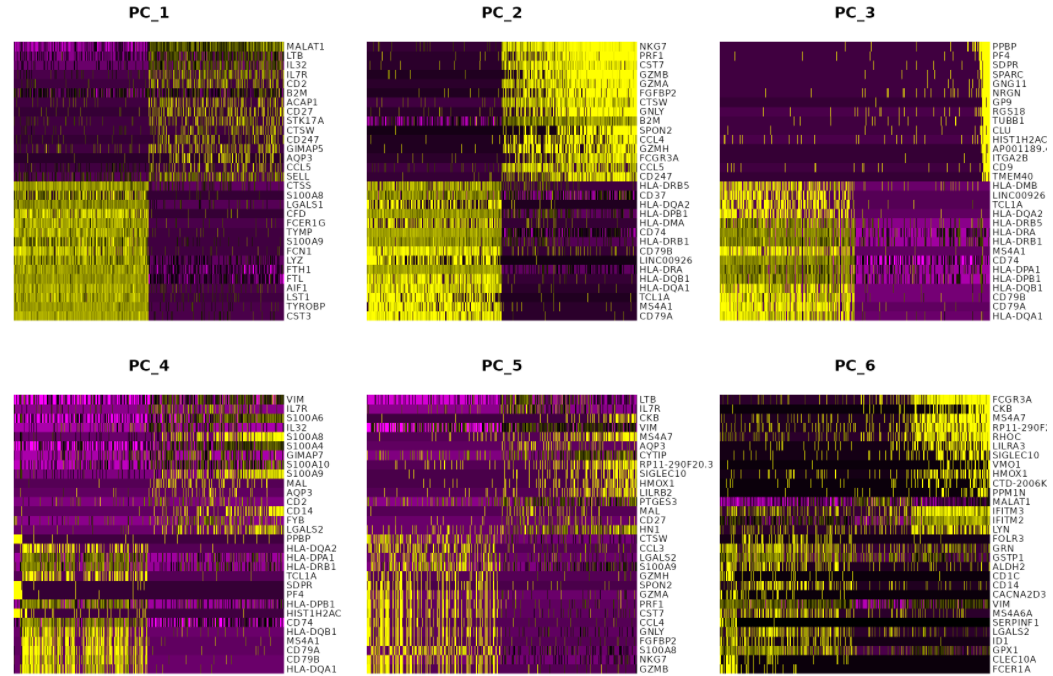 PC_1
MALAT1
LTB
IL32
IL7R
CD2
B2M
ACAP1
CD27
STK17A
CTSW
CD247
GIMAP5
AQP3
CCL5
SELL
CTSS
S100A8
LGALS1
CFD
FCER1G
TYMP
S100A9
FCN1
LYZ
FTH1
FTL
AIF1
LST1
TYROBP
CST3
PC_2
NKG7
PRF1
CST7
GZMB
GZMA
FGFBP2
CTSW
GNLY
B2M
SPON2
CCL4
GZMH
FCGR3A
CCL5
CD247
HLA-DRB5
CD37
HLA-DQA2
HLA-DPB1
HLA-DMA
CD74
HLA-DRB1
CD79B
LINC00926
HLA-DRA
HLA-DQB1
HLA-DQA1
TCL1A
MS4A1
CD79A
PC_3
PPBP
PF4
SDPR
SPARC
GNG11
NRGN
GP9
RGS18
TUBB1
CLU
HIST1H2AC
AP001189.4
ITGA2B
CD9
TMEM40
HLA-DMB
LINC00926
TCL1A
HLA-DQA2
HLA-DRB5
HLA-DRA
HLA-DRB1
MS4A1
CD74
HLA-DPA1
HLA-DPB1
HLA-DQB1
CD79B
CD79A
HLA-DQA1
PC_4
VIM
IL7R
S100A6
IL32
S100A8
S100A4
GIMAP7
S100A10
S100A9
MAL
AQP3
CD2
CD14
FYB
LGALS2
PPBP
HLA-DQA2
HLA-DPA1
HLA-DRB1
TCL1A
SDPR
PF4
HLA-DPB1
HIST1H2AC
CD74
HLA-DQB1
MS4A1
CD79A
CD79B
HLA-DQA1
PC_5
LTB
IL7R
CKB
VIM
MS4A7
AQP3
CYTIP
RP11-290F20.3
SIGLEC10
HMOX1
LILRB2
PTGES3
MAL
CD27
HN1
CTSW
CCL3
LGALS2
S100A9
GZMH
SPON2
GZMA
PRF1
CST7
CCL4
GNLY
FGFBP2
S100A8
NKG7
GZMB
PC_6
FCGR3A
CKB
MS4A7
RP11-290F2
RHOC
LILRA3
SIGLEC10
VMO1
HMOX1
CTD-2006K
PPM1N
MALAT1
IFITM3
IFITM2
LYN
FOLR3
GRN
GSTP1
ALDH2
CD1C
CD14
CACNA2D3
VIM
MS4A6A
SERPINF1
LGALS2
ID1
GPX1
CLEC10A
FCER1A